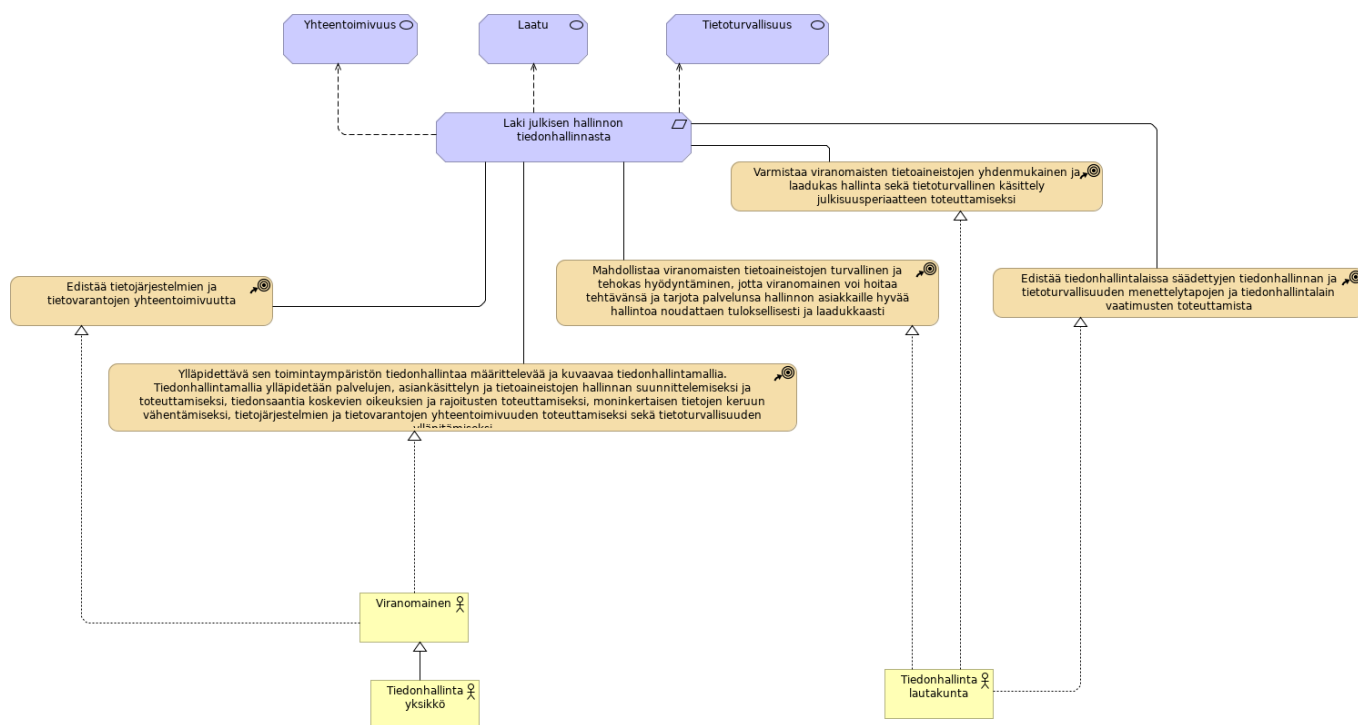 Yhteentoimivuus
Laatu
Tietoturvallisuus
Laki julkisen hallinnon
tiedonhallinnasta
Varmistaa viranomaisten tietoaineistojen yhdenmukainen ja
laadukas hallinta sekä tietoturvallinen käsittely
julkisuusperiaatteen toteuttamiseksi
Edistää tietojärjestelmien ja
tietovarantojen yhteentoimivuutta
Mahdollistaa viranomaisten tietoaineistojen turvallinen ja
tehokas hyödyntäminen, jotta viranomainen voi hoitaa
tehtävänsä ja tarjota palvelunsa hallinnon asiakkaille hyvää
hallintoa noudattaen tuloksellisesti ja laadukkaasti
Edistää tiedonhallintalaissa säädettyjen tiedonhallinnan ja
tietoturvallisuuden menettelytapojen ja tiedonhallintalain
vaatimusten toteuttamista
Ylläpidettävä sen toimintaympäristön tiedonhallintaa määrittelevää ja kuvaavaa tiedonhallintamallia.
Tiedonhallintamallia ylläpidetään palvelujen, asiankäsittelyn ja tietoaineistojen hallinnan suunnittelemiseksi ja
toteuttamiseksi, tiedonsaantia koskevien oikeuksien ja rajoitusten toteuttamiseksi, moninkertaisen tietojen keruun
vähentämiseksi, tietojärjestelmien ja tietovarantojen yhteentoimivuuden toteuttamiseksi sekä tietoturvallisuuden
ylläpitämiseksi
Viranomainen
Tiedonhallinta
yksikkö
Tiedonhallinta
lautakunta